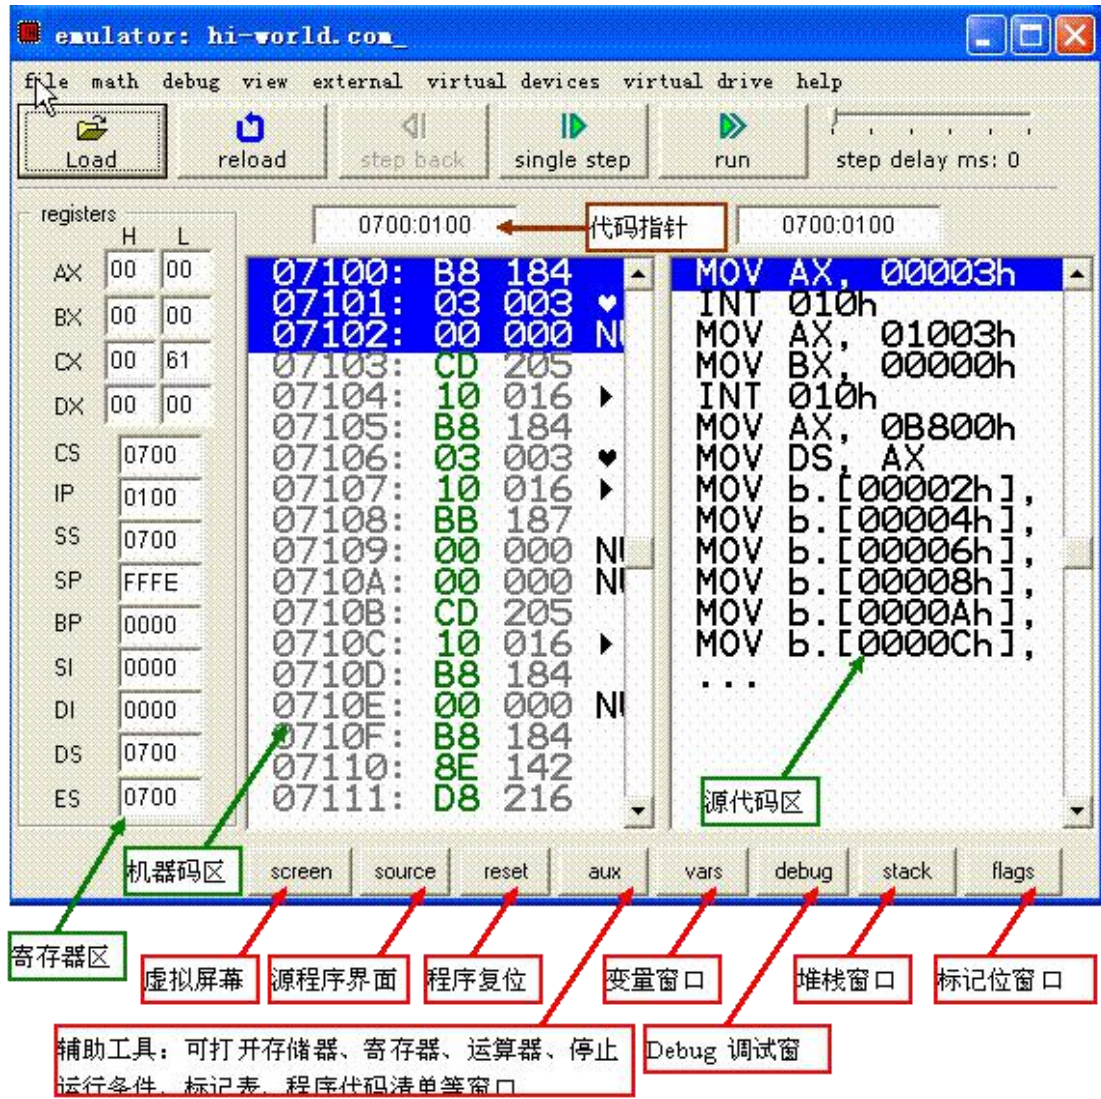 emulator: hi-world.com_
file math debug view external virtual devices virtual drive help
Load reload step back single step run step delay ms: 0
registers
H L
AX 00 00
BX 00 00
CX 00 61
DX 00 00
CS 0700
IP 0100
SS 0700
SP FFFE
BP 0000
SI 0000
DI 0000
DS 0700
ES 0700
0700:0100 代码指针 0700:0100
07100: B8 184
07101: 03 003 ♥
07102: 00 000
07103: CD 205
07104: 10 016 ►
07105: B8 184
07106: 03 003 ♥
07107: 10 016 ►
07108: BB 187
07109: 00 000
0710A: 00 000
0710B: CD 205
0710C: 10 016 ►
0710D: B8 184
0710E: 00 000
0710F: B8 184
07110: 8E 142
07111: D8 216
MOV AX, 00003h
INT 010h
MOV AX, 01003h
MOV BX, 00000h
INT 010h
MOV AX, 0B800h
MOV DS, AX
MOV b.[00002h],
MOV b.[00004h],
MOV b.[00006h],
MOV b.[00008h],
MOV b.[0000Ah],
MOV b.[0000Ch],
...
源代码区
机器码区
screen source reset aux vars debug stack flags
寄存器区
虚拟屏幕 源程序界面 程序复位 变量窗口 堆栈窗口 标记位窗口
辅助工具：可打开存储器、寄存器、运算器、停止
运行条件、标记表、程序代码清单等窗口
Debug 调试窗